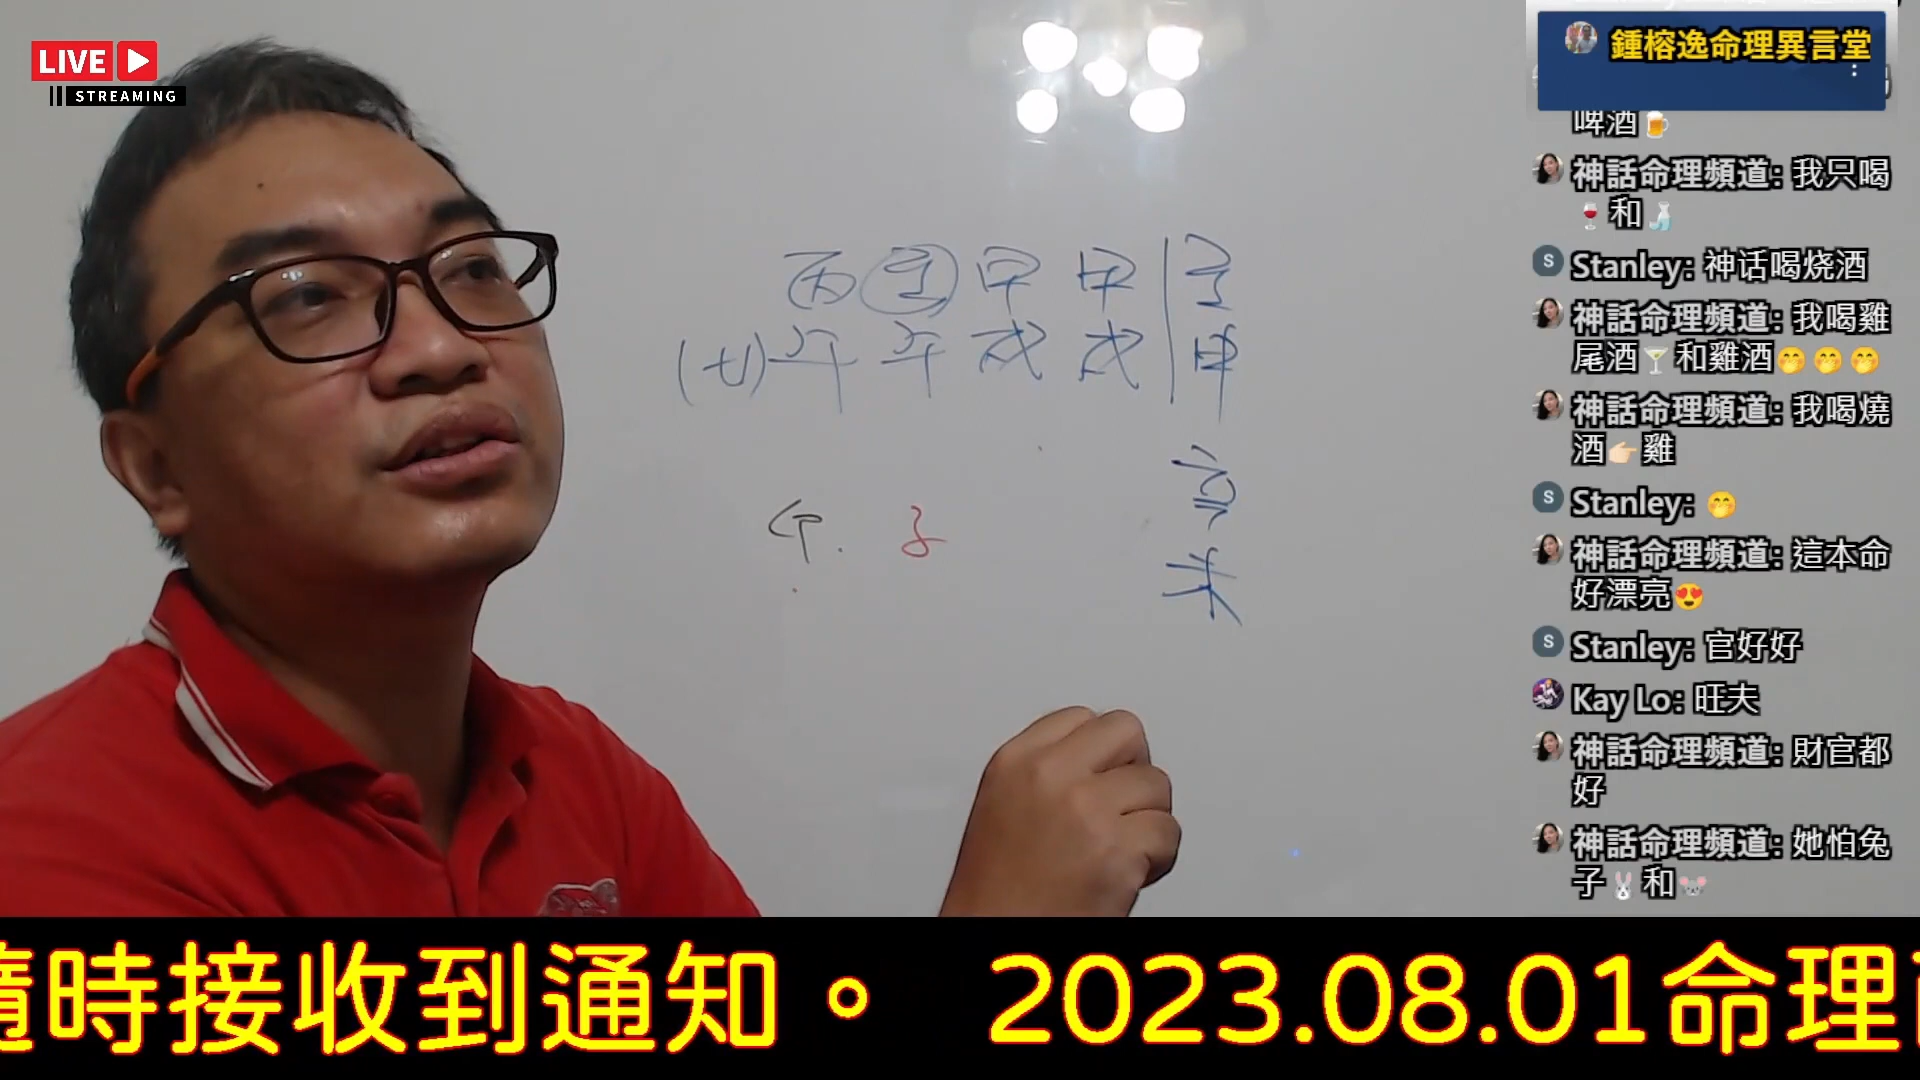 LIVE
STREAMING
鍾榕逸命理異言堂
啤酒🍺
神話命理頻道: 我只喝
🍷和🍶
Stanley: 神话喝烧酒
神話命理頻道: 我喝雞
尾酒🍸和雞酒🤭🤭🤭
神話命理頻道: 我喝燒
酒👉🏻雞
Stanley: 🤭
神話命理頻道: 這本命
好漂亮😍
Stanley: 官好好
Kay Lo: 旺夫
神話命理頻道: 財官都
好
神話命理頻道: 她怕兔
子🐰和🐭
丙 壬 甲 甲
(七) 午 午 戌 戌 申
隨時接收到通知。 2023.08.01命理